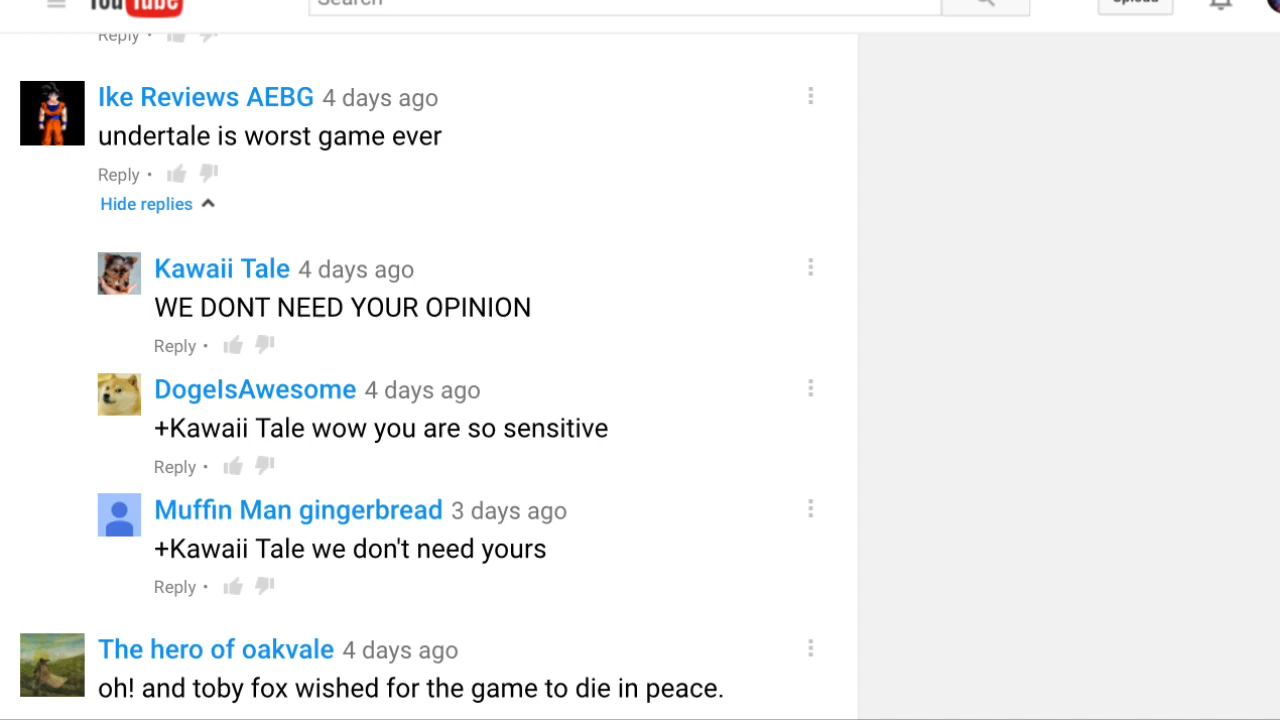 YouTube
Search
Upload
Reply •
Ike Reviews AEBG 4 days ago
undertale is worst game ever
Reply •
Hide replies
Kawaii Tale 4 days ago
WE DONT NEED YOUR OPINION
Reply •
DogeIsAwesome 4 days ago
+Kawaii Tale wow you are so sensitive
Reply •
Muffin Man gingerbread 3 days ago
+Kawaii Tale we don't need yours
Reply •
The hero of oakvale 4 days ago
oh! and toby fox wished for the game to die in peace.